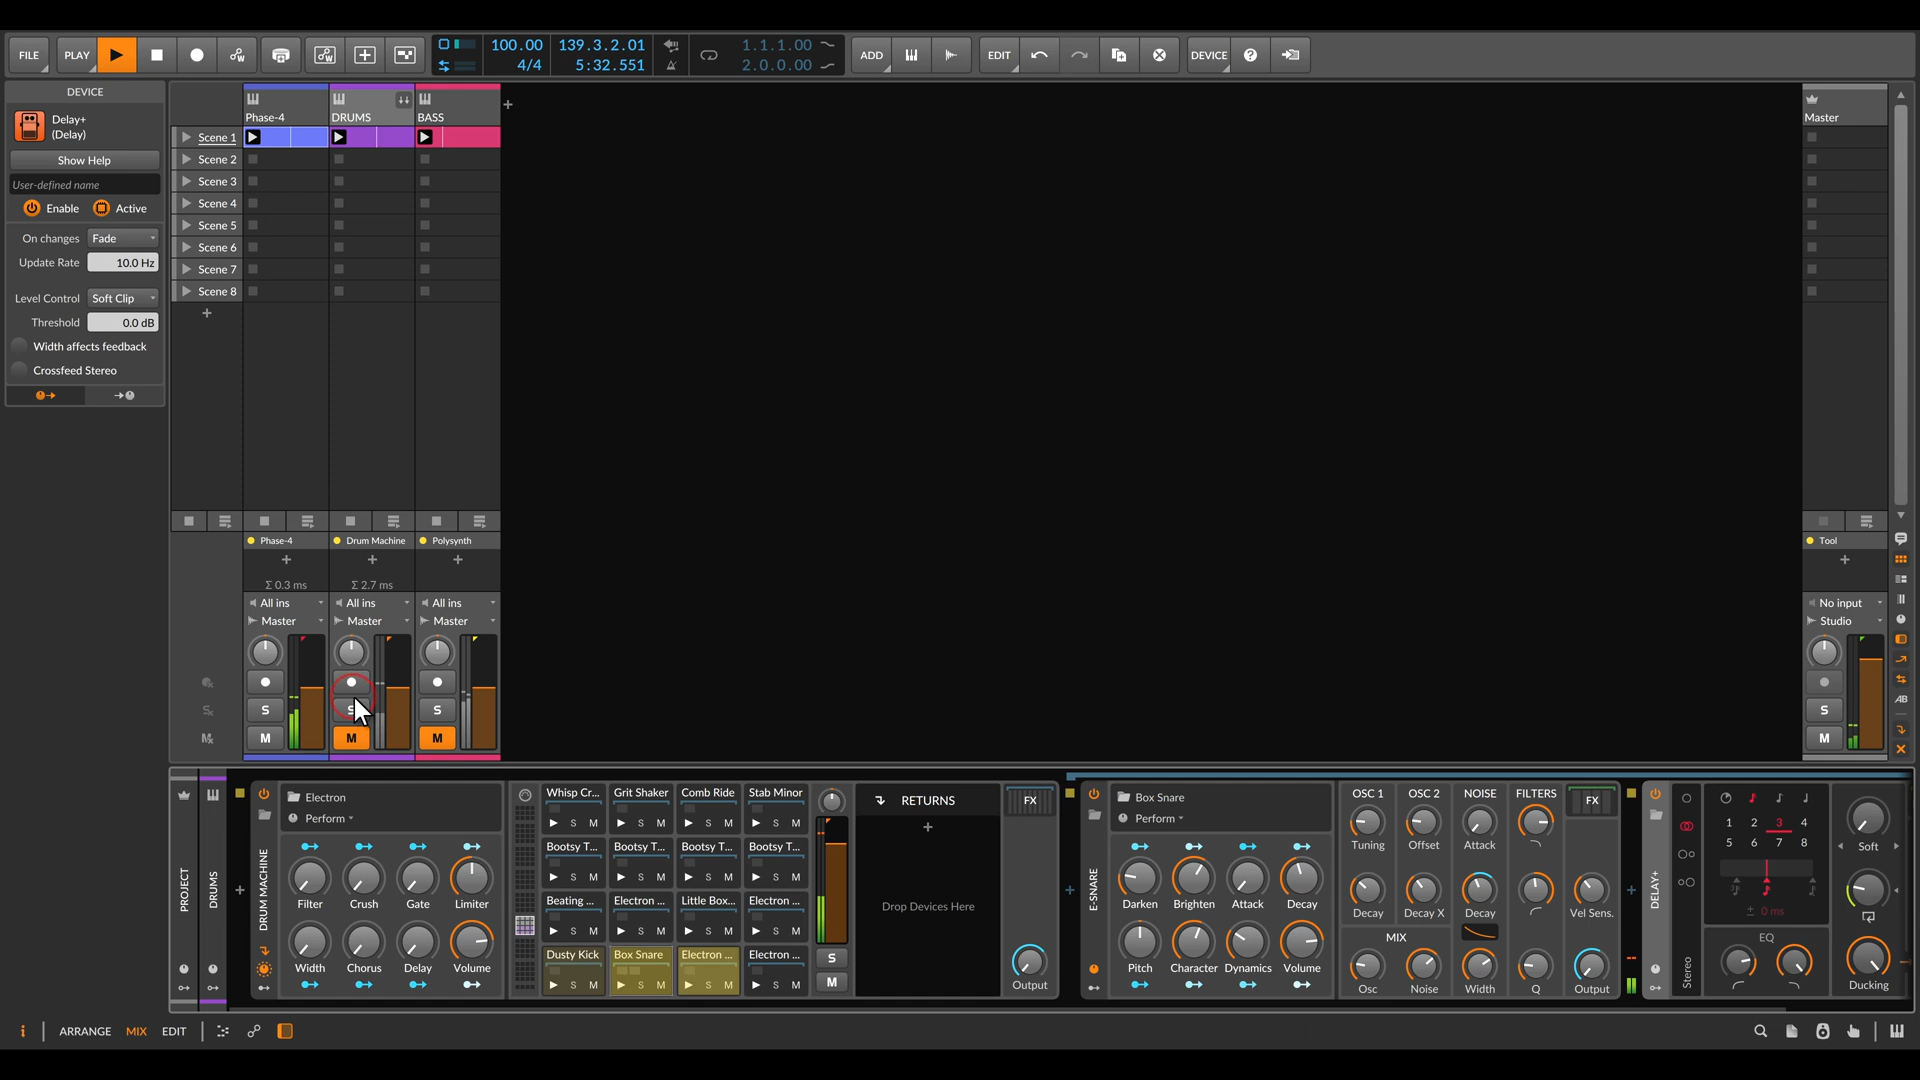 FILE PLAY 100.00 139.3.2.01 1.1.1.00 ADD EDIT DEVICE
4/4 5:32.551 2.0.0.00
DEVICE
Delay+
(Delay)
Show Help
User-defined name
Enable Active
On changes Fade
Update Rate 10.0 Hz
Level Control Soft Clip
Threshold 0.0 dB
Width affects feedback
Crossfeed Stereo
Phase-4 DRUMS BASS Master
Scene 1
Scene 2
Scene 3
Scene 4
Scene 5
Scene 6
Scene 7
Scene 8
Phase-4 Drum Machine Polysynth Tool
Σ 0.3 ms Σ 2.7 ms
All ins All ins All ins No input
Master Master Master Studio
S S S S
M M M M
AB
PROJECT
DRUMS
DRUM MACHINE
Electron
Perform
Filter Crush Gate Limiter
Width Chorus Delay Volume
Whisp Cr... Grit Shaker Comb Ride Stab Minor
S M S M S M S M
Bootsy T... Bootsy T... Bootsy T... Bootsy T...
S M S M S M S M
Beating ... Electron ... Little Box... Electron ...
S M S M S M S M
Dusty Kick Box Snare Electron ... Electron ...
S M S M S M S M
S
M
RETURNS
Drop Devices Here
FX
Output
E-SNARE
Box Snare
Perform
Darken Brighten Attack Decay
Pitch Character Dynamics Volume
OSC 1 OSC 2 NOISE FILTERS FX
Tuning Offset Attack
Decay Decay X Decay Vel Sens.
MIX
Osc Noise Width Q Output
DELAY+
Stereo
1 2 3 4
5 6 7 8
± 0 ms
EQ
Soft
Ducking
ARRANGE MIX EDIT